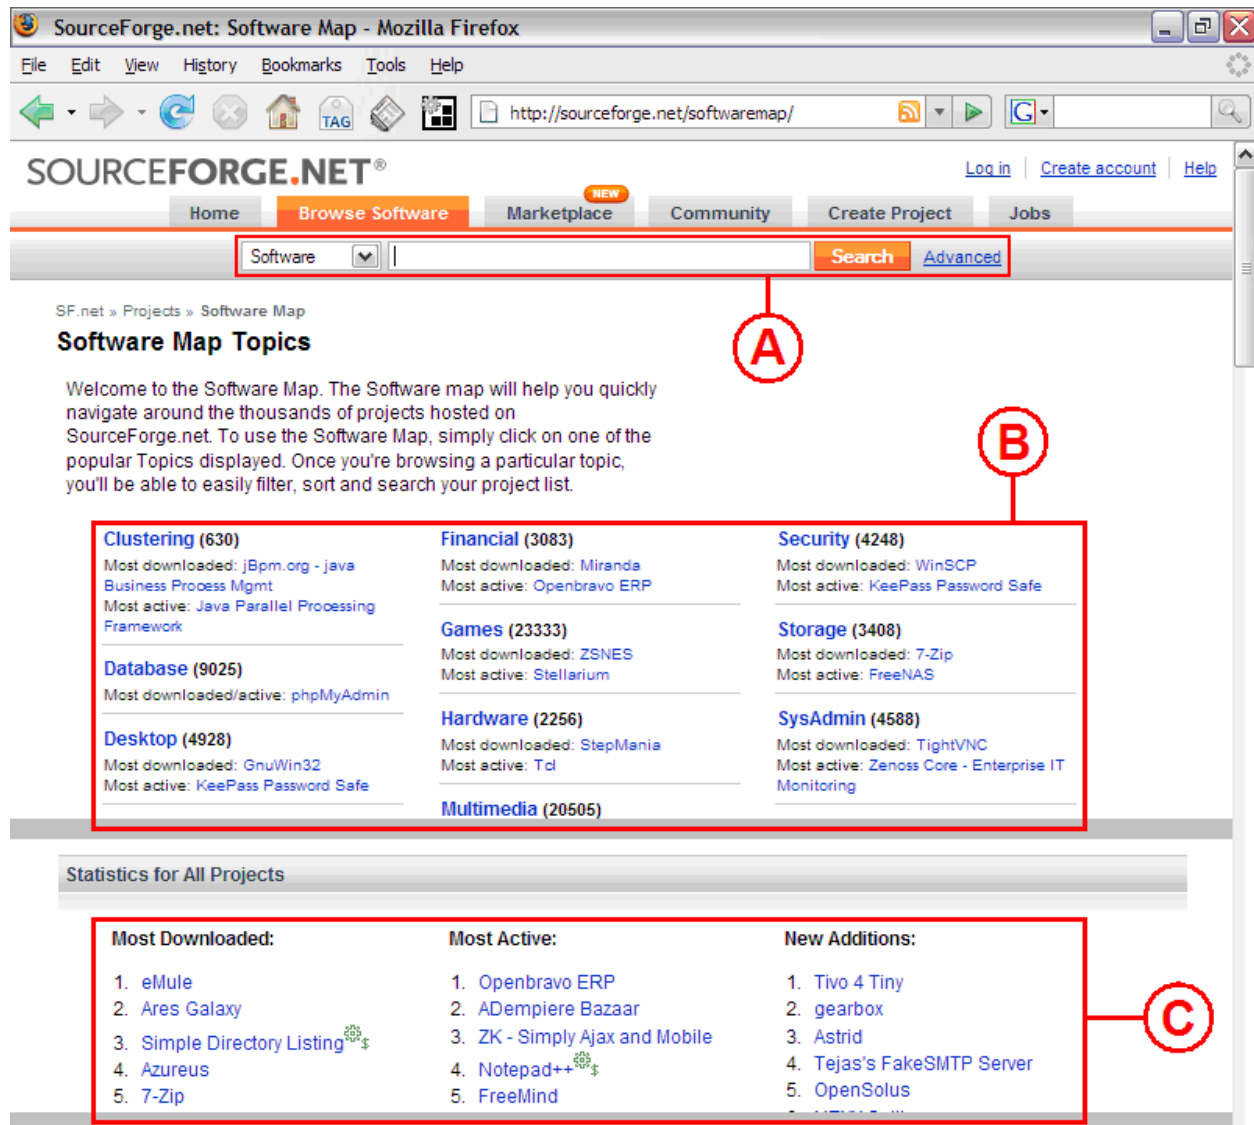 SourceForge.net: Software Map - Mozilla Firefox
File Edit View History Bookmarks Tools Help
TAG http://sourceforge.net/softwaremap/ G
SOURCEFORGE.NET®
Log in Create account Help
NEW
Home Browse Software Marketplace Community Create Project Jobs
Software Search Advanced
A
SF.net » Projects » Software Map
Software Map Topics
Welcome to the Software Map. The Software map will help you quickly
navigate around the thousands of projects hosted on
SourceForge.net. To use the Software Map, simply click on one of the
popular Topics displayed. Once you're browsing a particular topic,
you'll be able to easily filter, sort and search your project list.
B
Clustering (630)
Most downloaded: jBpm.org - java
Business Process Mgmt
Most active: Java Parallel Processing
Framework
Database (9025)
Most downloaded/active: phpMyAdmin
Desktop (4928)
Most downloaded: GnuWin32
Most active: KeePass Password Safe
Financial (3083)
Most downloaded: Miranda
Most active: Openbravo ERP
Games (23333)
Most downloaded: ZSNES
Most active: Stellarium
Hardware (2256)
Most downloaded: StepMania
Most active: Tcl
Multimedia (20505)
Security (4248)
Most downloaded: WinSCP
Most active: KeePass Password Safe
Storage (3408)
Most downloaded: 7-Zip
Most active: FreeNAS
SysAdmin (4588)
Most downloaded: TightVNC
Most active: Zenoss Core - Enterprise IT
Monitoring
Statistics for All Projects
Most Downloaded:
1. eMule
2. Ares Galaxy
3. Simple Directory Listing $
4. Azureus
5. 7-Zip
Most Active:
1. Openbravo ERP
2. ADempiere Bazaar
3. ZK - Simply Ajax and Mobile
4. Notepad++ $
5. FreeMind
New Additions:
1. Tivo 4 Tiny
2. gearbox
3. Astrid
4. Tejas's FakeSMTP Server
5. OpenSolus
C